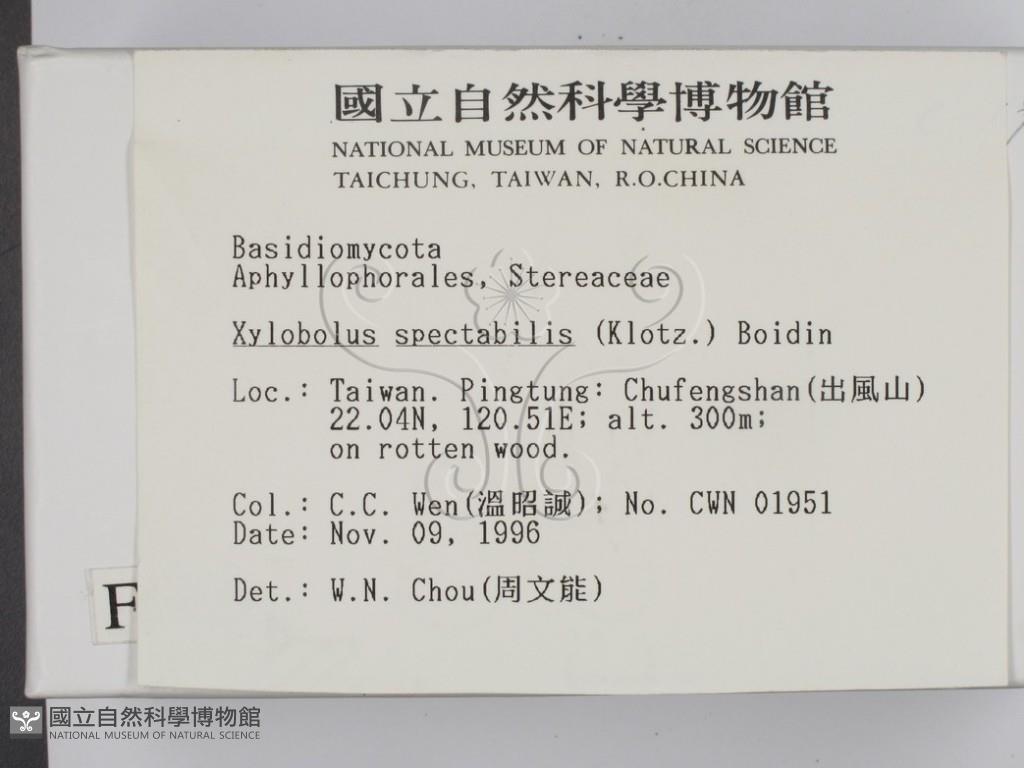 國立自然科學博物館
NATIONAL MUSEUM OF NATURAL SCIENCE
TAICHUNG, TAIWAN, R.O.CHINA
Basidiomycota
Aphyllophorales, Stereaceae
Xylobolus spectabilis (Klotz.) Boidin
Loc.: Taiwan. Pingtung: Chufengshan(出風山)
22.04N, 120.51E; alt. 300m;
on rotten wood.
Col.: C.C. Wen(溫昭誠); No. CWN 01951
Date: Nov. 09, 1996
Det.: W.N. Chou(周文能)
F
國立自然科學博物館
NATIONAL MUSEUM OF NATURAL SCIENCE